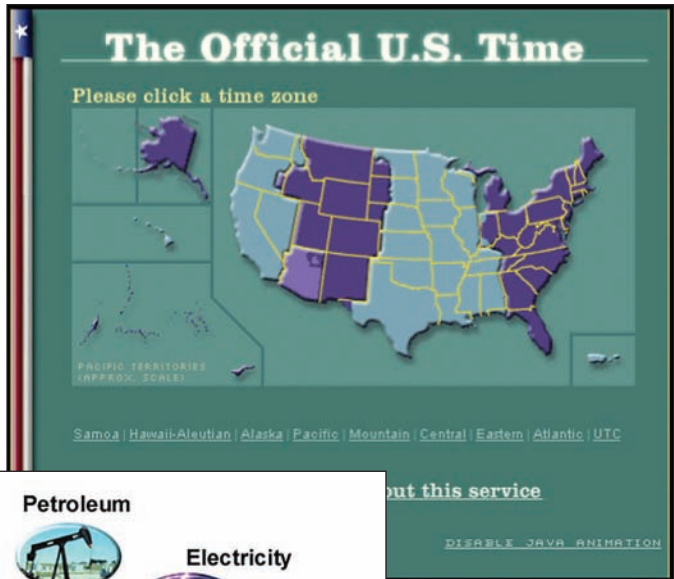 The Official U.S. Time
Please click a time zone
PACIFIC TERRITORIES
(APPROX. SCALE)
Samoa | Hawaii-Aleutian | Alaska | Pacific | Mountain | Central | Eastern | Atlantic | UTC
out this service
DISABLE JAVA ANIMATION
Petroleum
Electricity